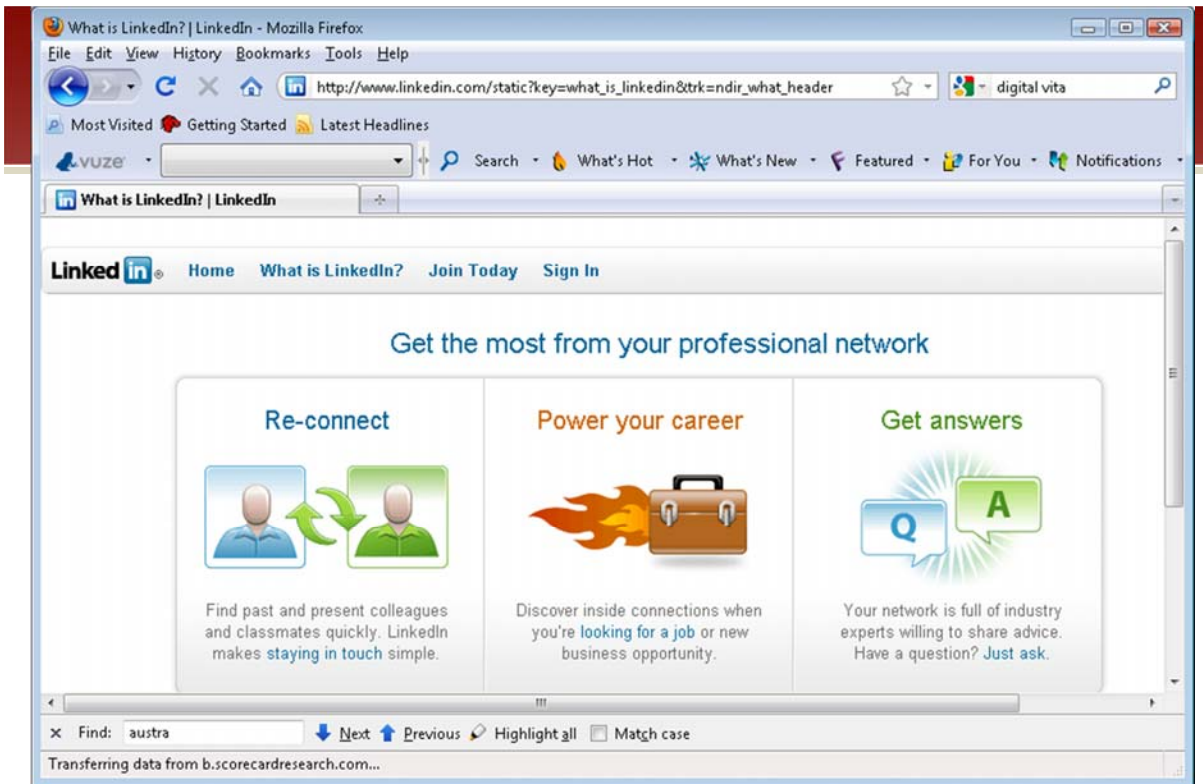 What is LinkedIn? | LinkedIn - Mozilla Firefox
File Edit View History Bookmarks Tools Help
http://www.linkedin.com/static?key=what_is_linkedin&trk=ndir_what_header digital vita
Most Visited Getting Started Latest Headlines
vuze Search What's Hot What's New Featured For You Notifications
in What is LinkedIn? | LinkedIn
Linked in ® Home What is LinkedIn? Join Today Sign In
Get the most from your professional network
Re-connect
Find past and present colleagues
and classmates quickly. LinkedIn
makes staying in touch simple.
Power your career
Discover inside connections when
you're looking for a job or new
business opportunity.
Get answers
Q A
Your network is full of industry
experts willing to share advice.
Have a question? Just ask.
× Find: austra Next Previous Highlight all Match case
Transferring data from b.scorecardresearch.com...